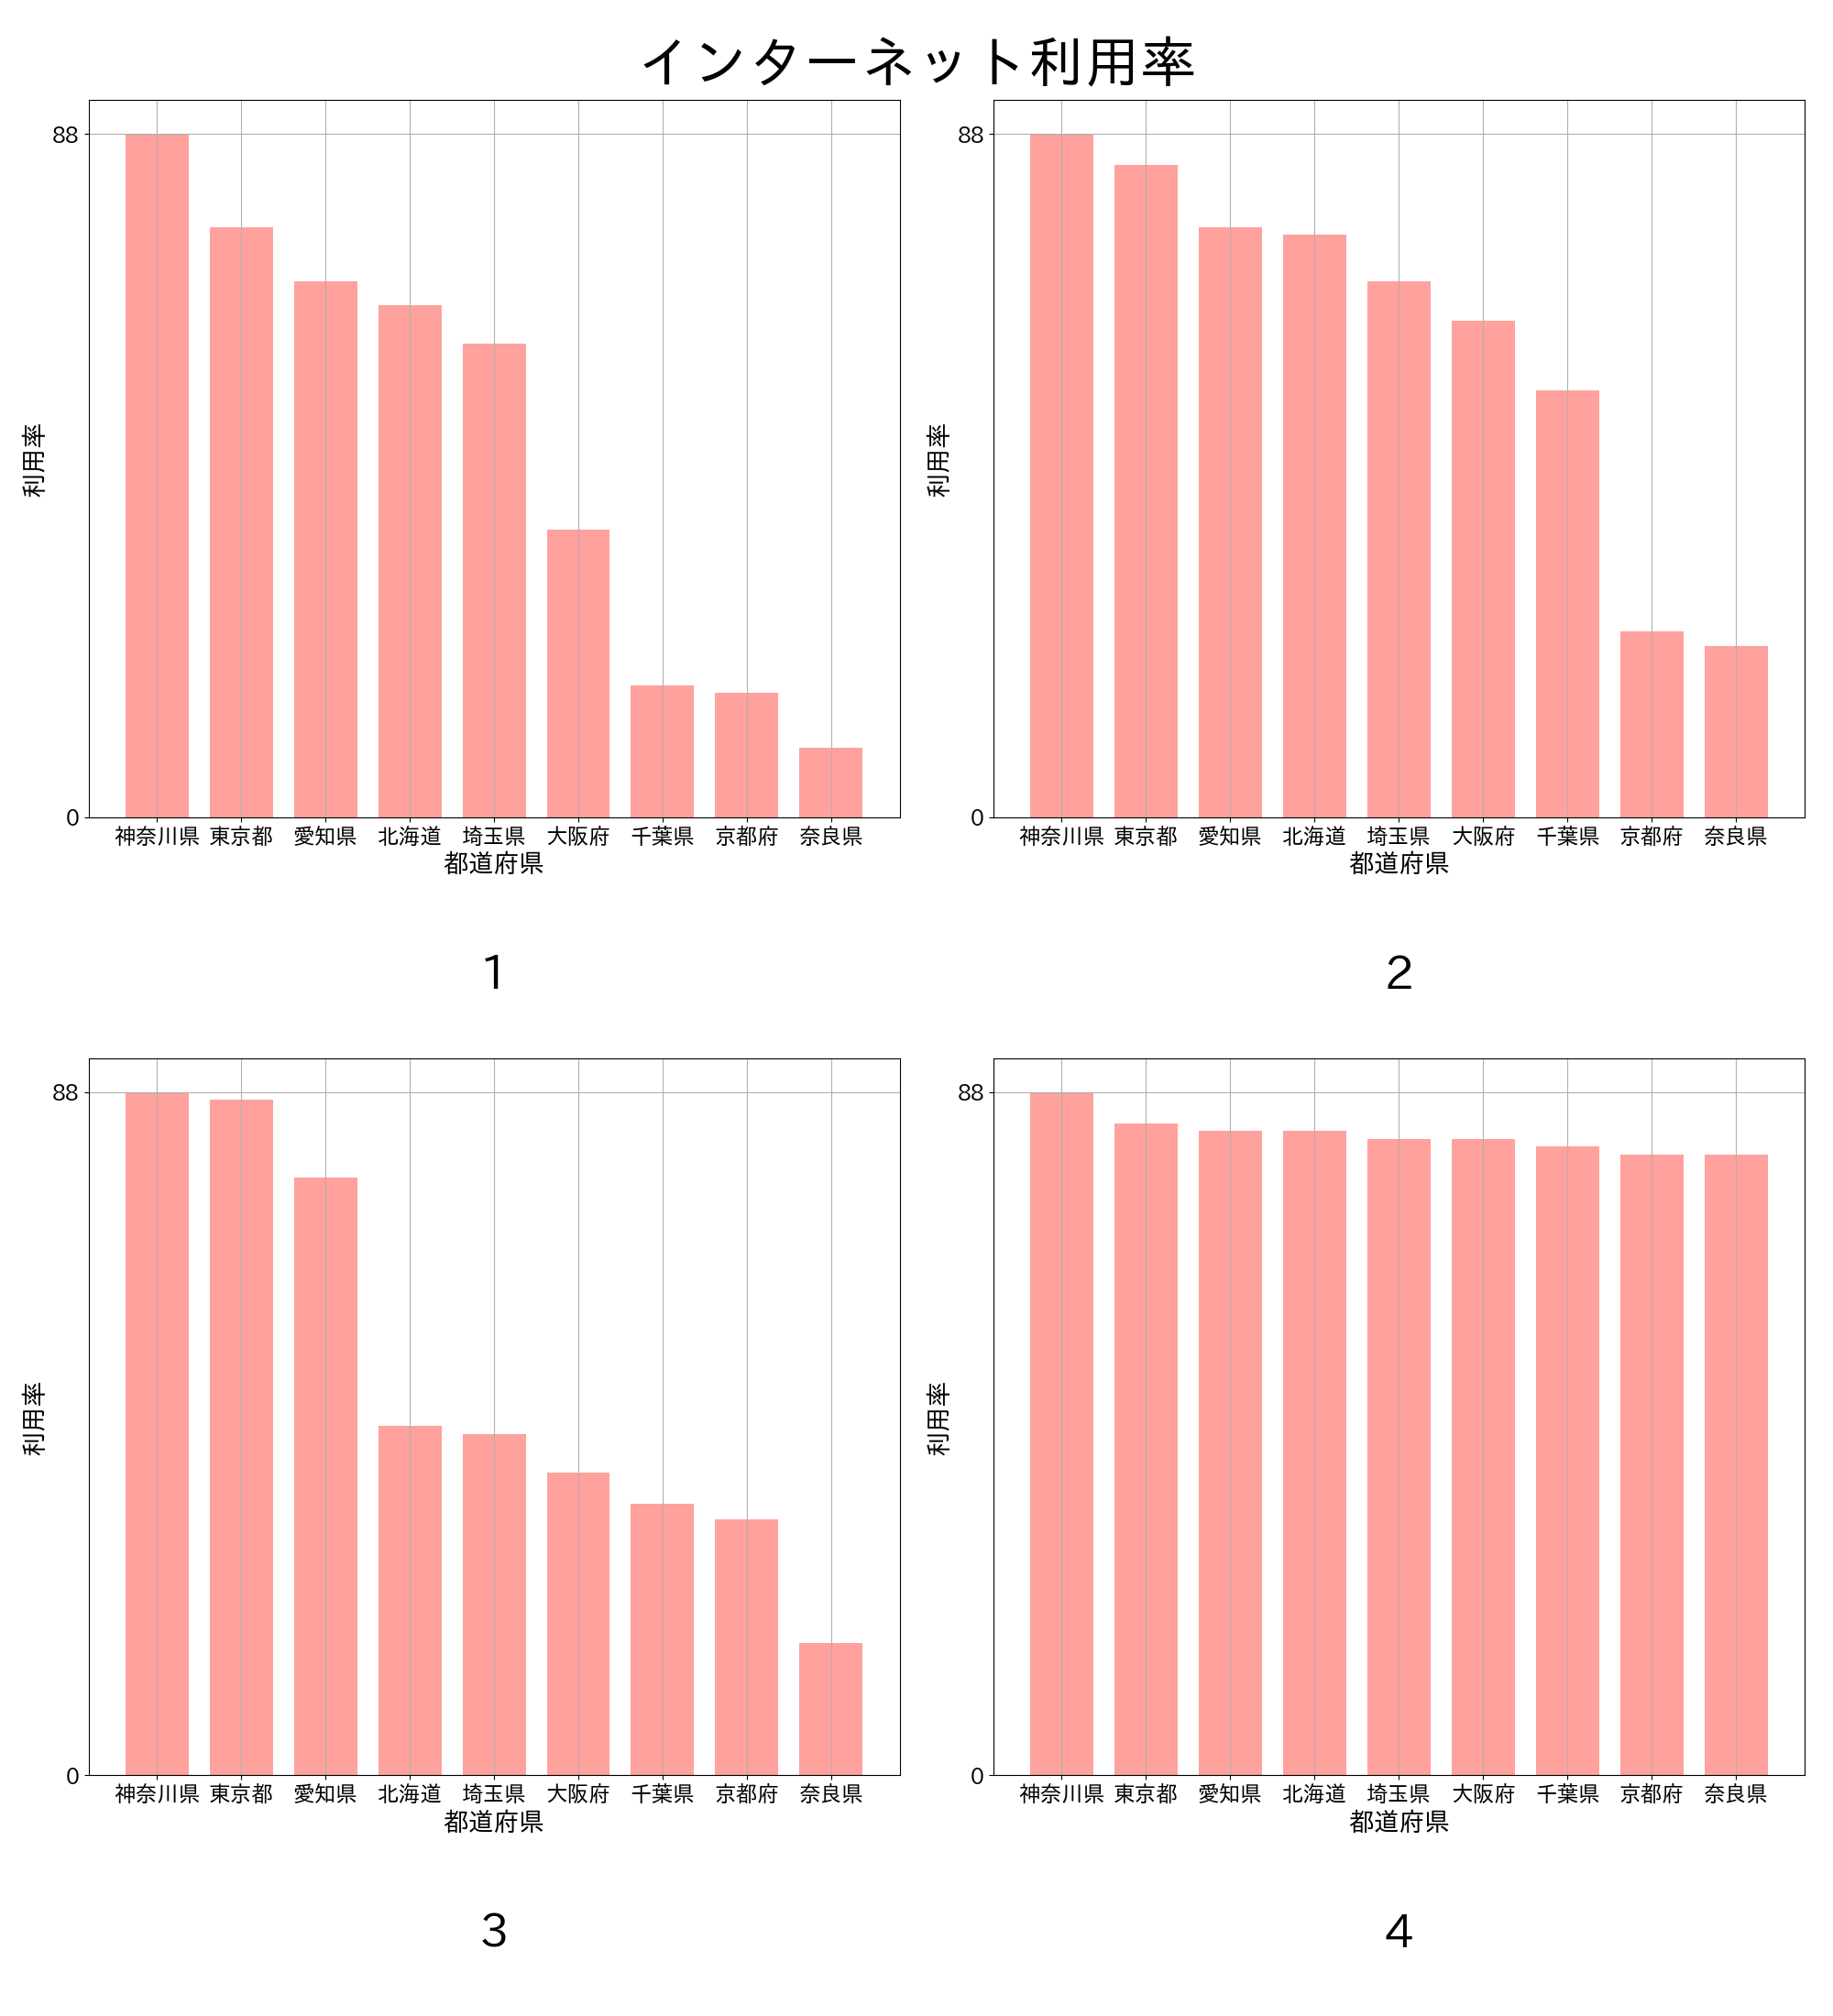 インターネット利用率
88
0
利用率
神奈川県 東京都 愛知県 北海道 埼玉県 大阪府 千葉県 京都府 奈良県
都道府県
1
88
0
利用率
神奈川県 東京都 愛知県 北海道 埼玉県 大阪府 千葉県 京都府 奈良県
都道府県
2
88
0
利用率
神奈川県 東京都 愛知県 北海道 埼玉県 大阪府 千葉県 京都府 奈良県
都道府県
3
88
0
利用率
神奈川県 東京都 愛知県 北海道 埼玉県 大阪府 千葉県 京都府 奈良県
都道府県
4